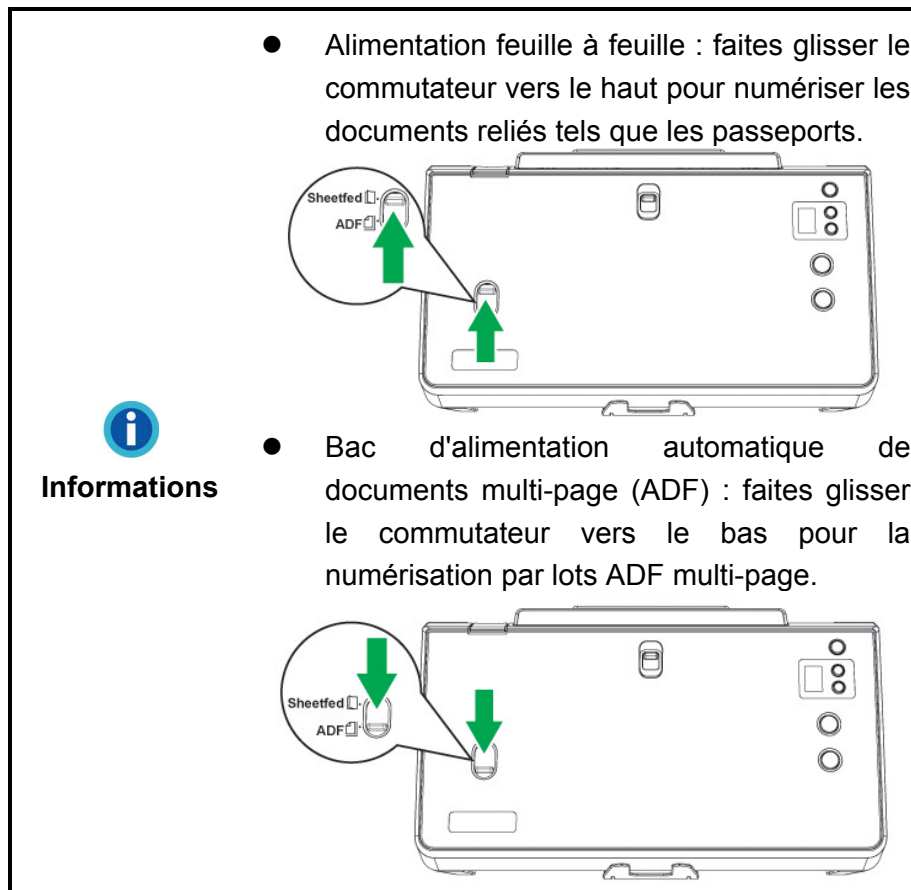 ● Alimentation feuille à feuille : faites glisser le
commutateur vers le haut pour numériser les
documents reliés tels que les passeports.
Sheetfed
ADF
Informations
● Bac d'alimentation automatique de
documents multi-page (ADF) : faites glisser
le commutateur vers le bas pour la
numérisation par lots ADF multi-page.
Sheetfed
ADF